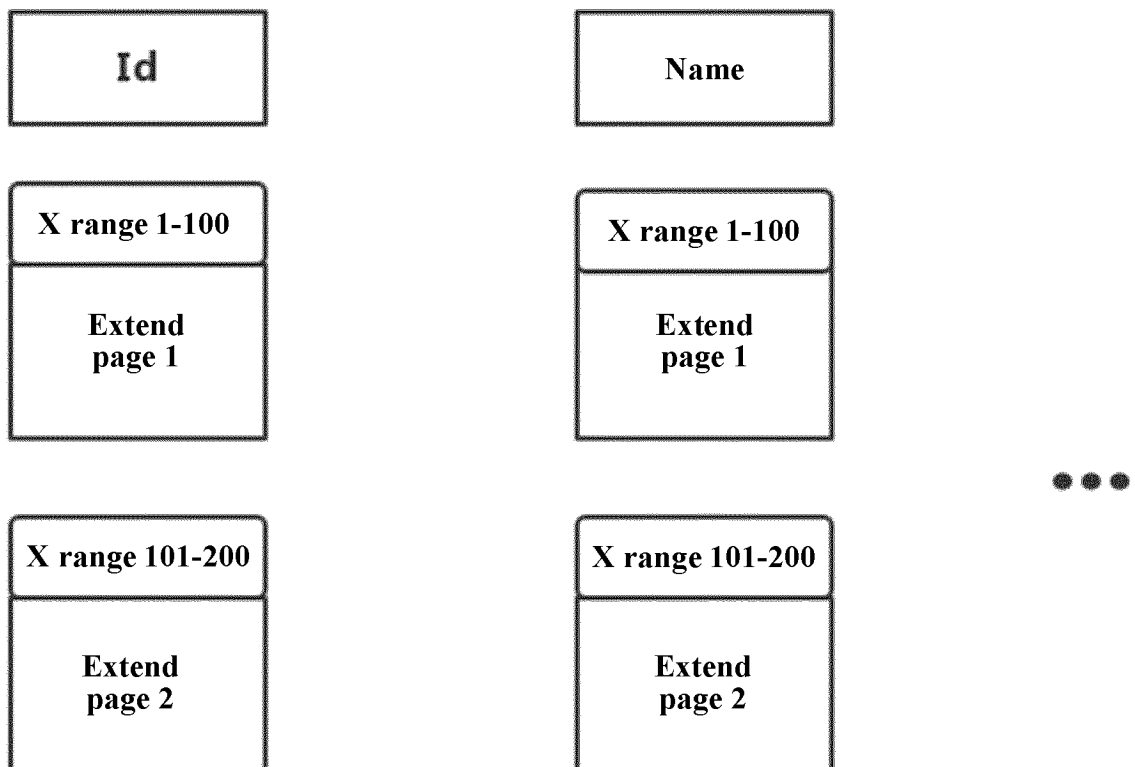 Id
Name
X range 1-100
X range 1-100
Extend
page 1
Extend
page 1
X range 101-200
X range 101-200
Extend
page 2
Extend
page 2